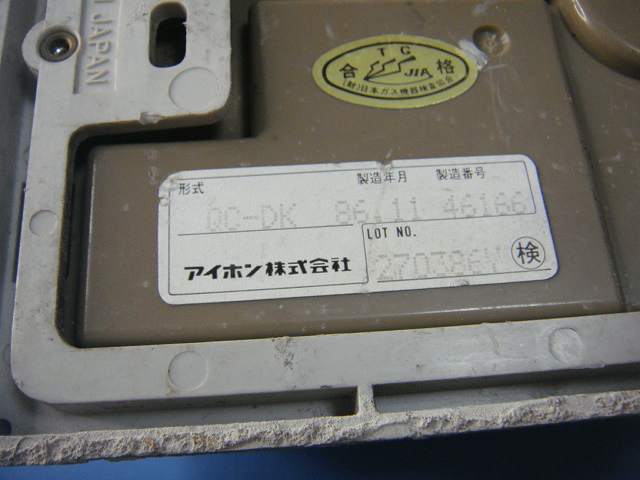 JAPAN
T G
合 JIA 格
(財)日本ガス機器検査協会
形式 製造年月 製造番号
QC-DK 86.11 46166
LOT NO.
アイホン株式会社 270386Y 検